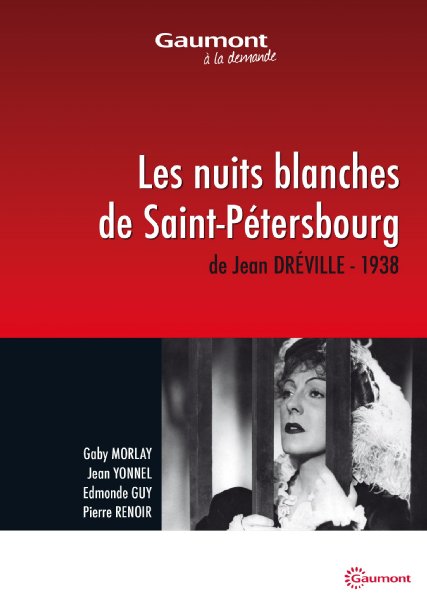 Gaumont
à la demande
Les nuits blanches
de Saint-Pétersbourg
de Jean DRÉVILLE - 1938
Gaby MORLAY
Jean YONNEL
Edmonde GUY
Pierre RENOIR
Gaumont